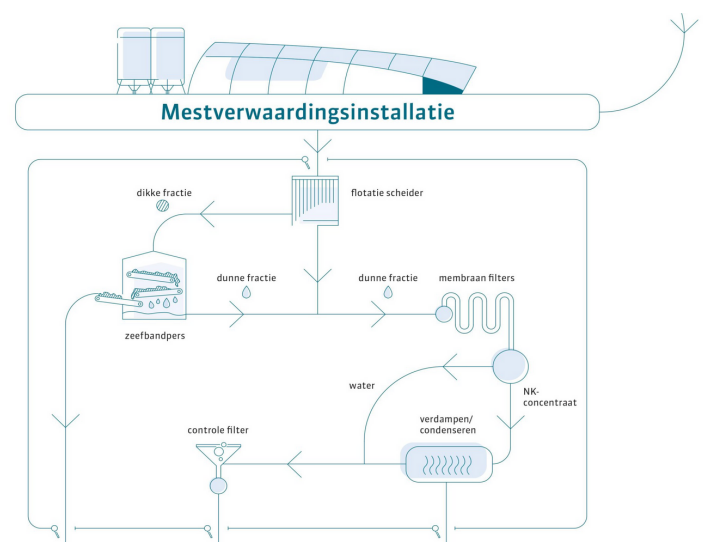 Mestverwaardingsinstallatie
dikke fractie
flotatie scheider
dunne fractie
dunne fractie
membraan filters
zeefbandpers
water
NK-
concentraat
controle filter
verdampen/
condenseren